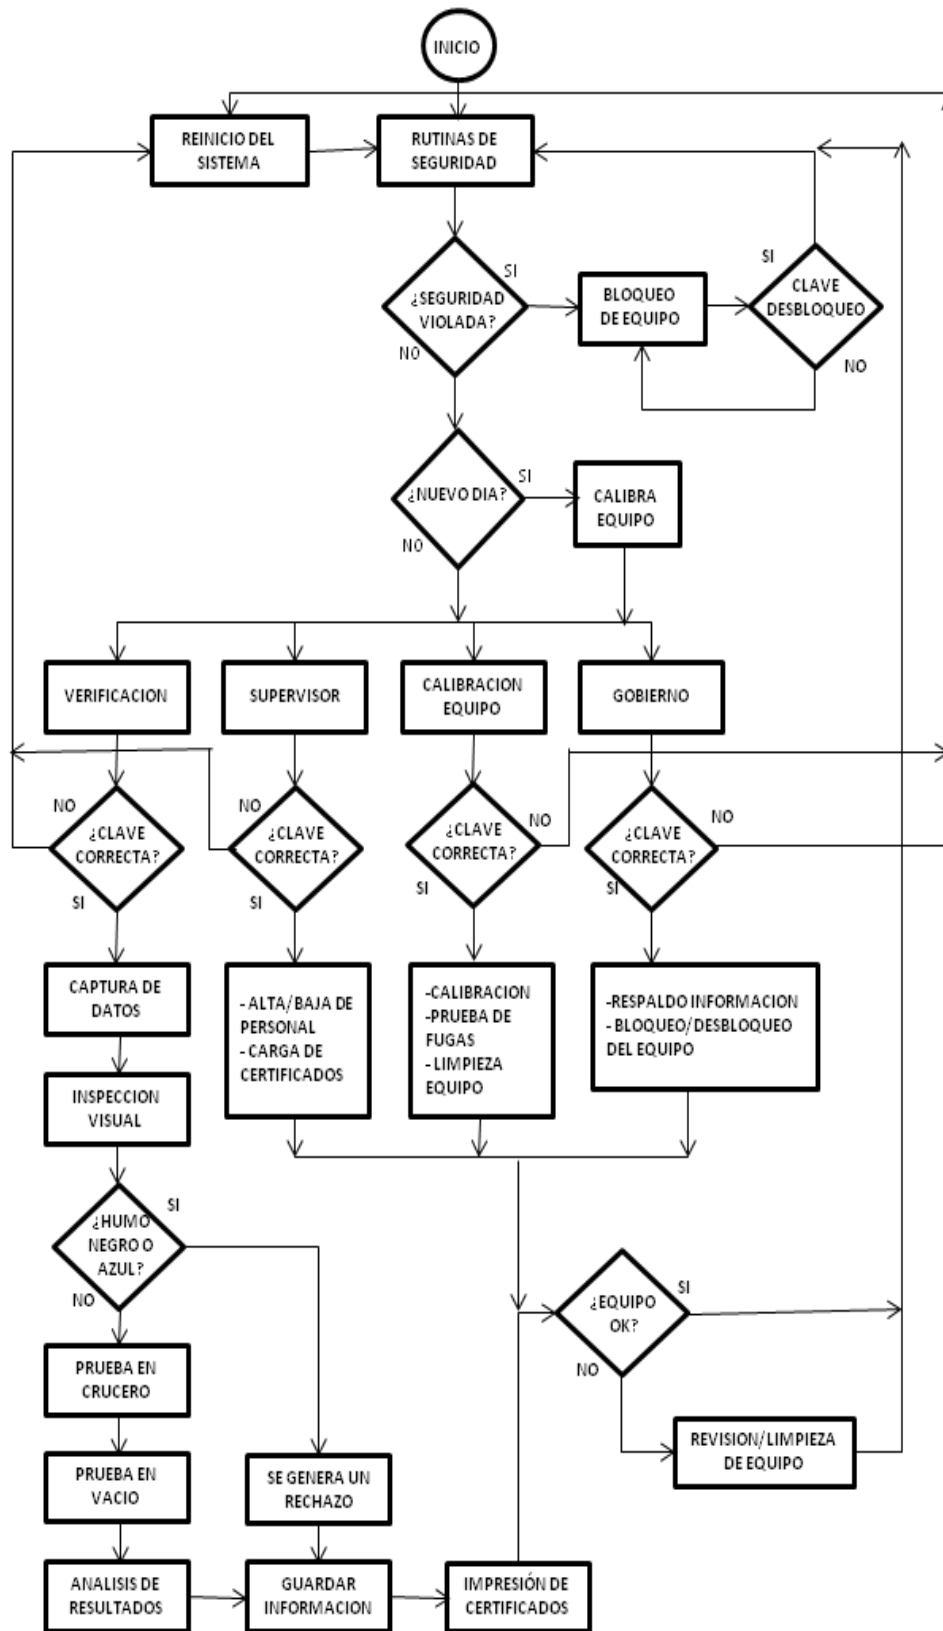 INICIO
REINICIO DEL
SISTEMA
RUTINAS DE
SEGURIDAD
¿SEGURIDAD
VIOLADA?
SI
NO
BLOQUEO
DE EQUIPO
SI
CLAVE
DESBLOQUEO
NO
¿NUEVO DIA?
SI
NO
CALIBRA
EQUIPO
VERIFICACION
SUPERVISOR
CALIBRACION
EQUIPO
GOBIERNO
NO
¿CLAVE
CORRECTA?
SI
NO
¿CLAVE
CORRECTA?
SI
NO
¿CLAVE
CORRECTA?
SI
NO
¿CLAVE
CORRECTA?
SI
CAPTURA DE
DATOS
- ALTA/BAJA DE
PERSONAL
- CARGA DE
CERTIFICADOS
-CALIBRACION
-PRUEBA DE
FUGAS
- LIMPIEZA
EQUIPO
-RESPALDO INFORMACION
- BLOQUEO/DESBLOQUEO
DEL EQUIPO
INSPECCION
VISUAL
¿HUMO
NEGRO O
AZUL?
SI
NO
¿EQUIPO
OK?
SI
NO
PRUEBA EN
CRUCERO
REVISION/LIMPIEZA
DE EQUIPO
PRUEBA EN
VACIO
SE GENERA UN
RECHAZO
ANALISIS DE
RESULTADOS
GUARDAR
INFORMACION
IMPRESIÓN DE
CERTIFICADOS